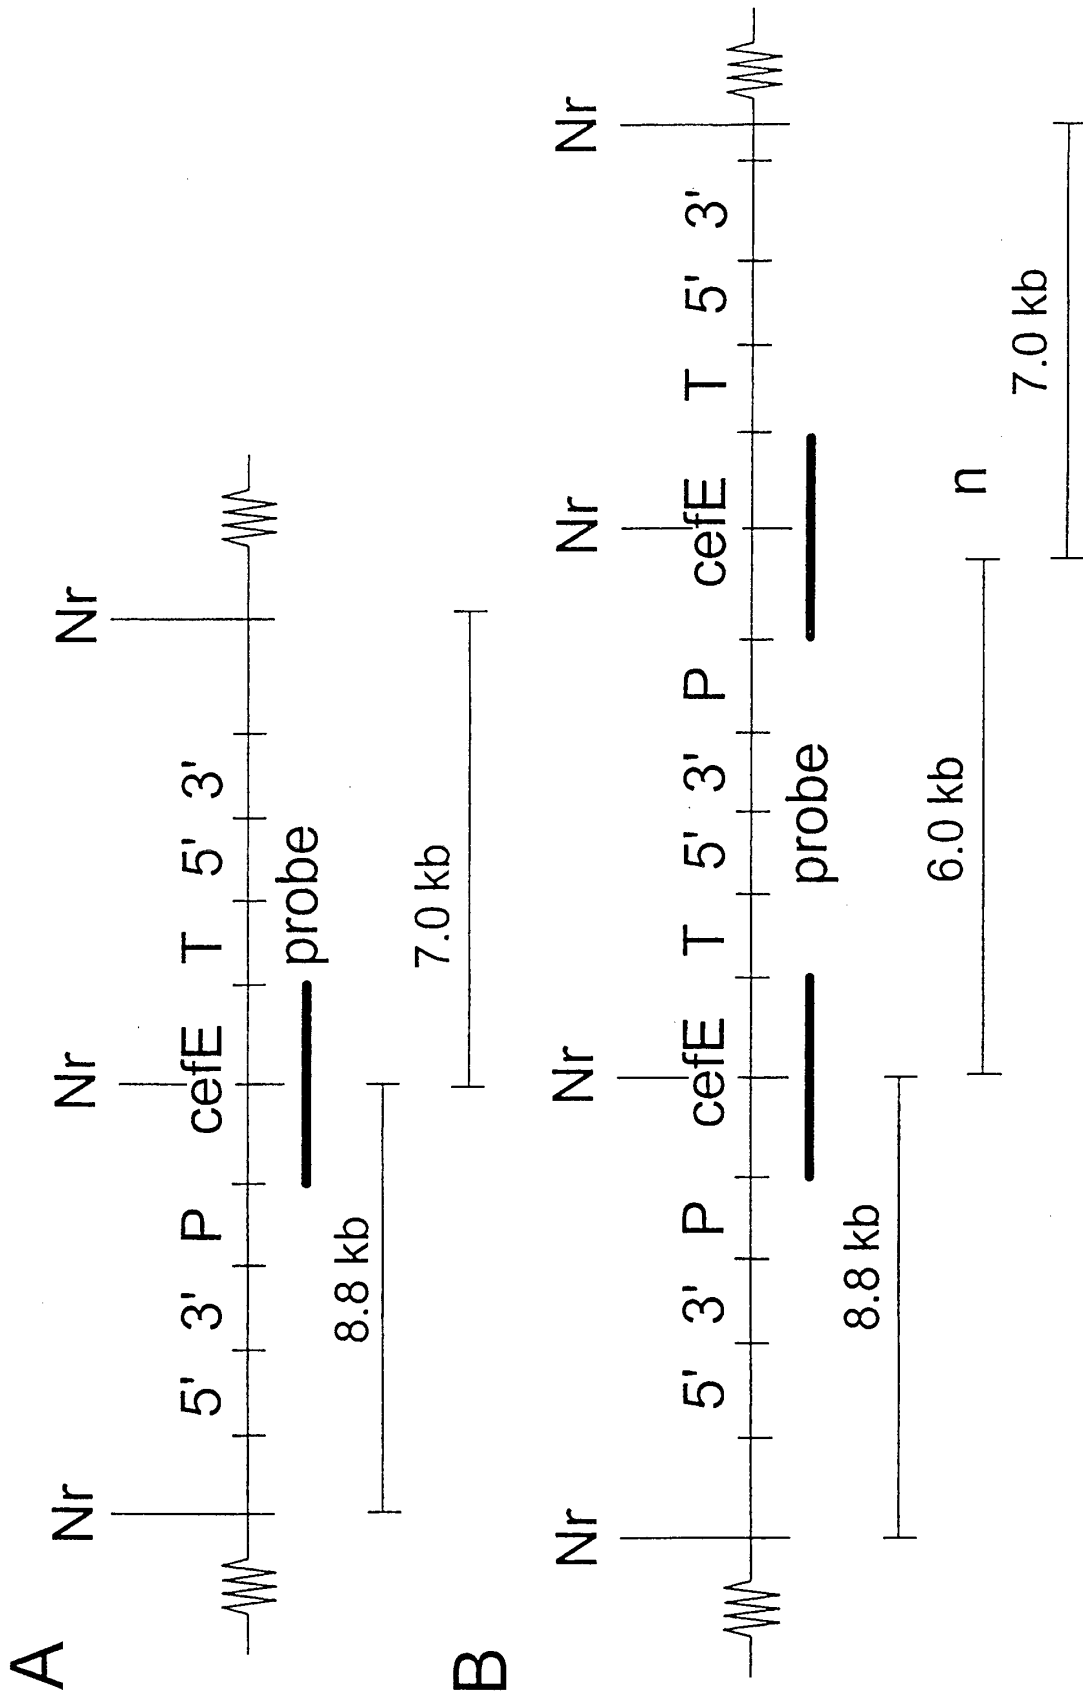 A
Nr Nr Nr
5' 3' P cefE T 5' 3'
probe
8.8 kb
7.0 kb
B
Nr Nr Nr Nr
5' 3' P cefE T 5' 3' P cefE T 5' 3'
probe
8.8 kb
6.0 kb n
7.0 kb